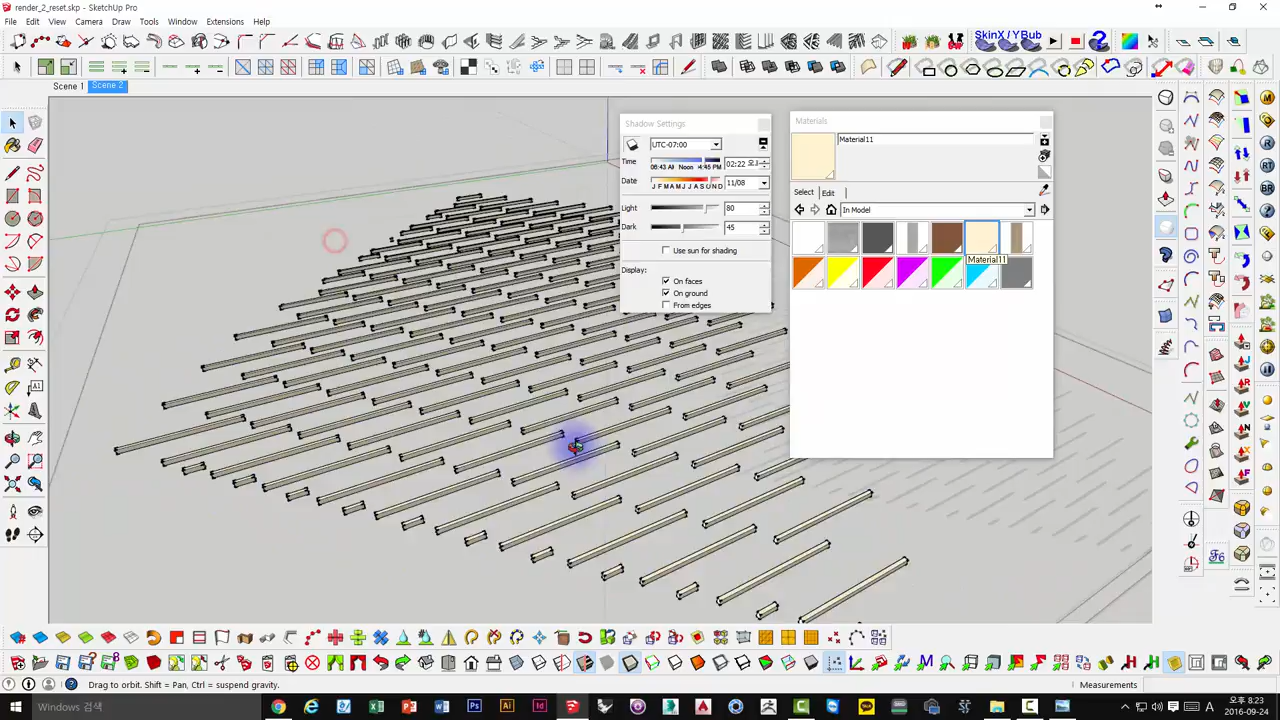 render_2_reset.skp - SketchUp Pro
File Edit View Camera Draw Tools Window Extensions Help
SkinX / YBub
Scene 1 Scene 2
Shadow Settings
UTC-07:00
Time
06:43 AM Noon 4:45 PM
02:22 오
Date
J F M A M J J A S O N D
11/08
Light
80
Dark
45
Use sun for shading
Display:
On faces
On ground
From edges
Materials
Material11
Select Edit
In Model
Material11
Drag to orbit. Shift = Pan, Ctrl = suspend gravity.
Measurements
Windows 검색
오후 8:23
2016-09-24